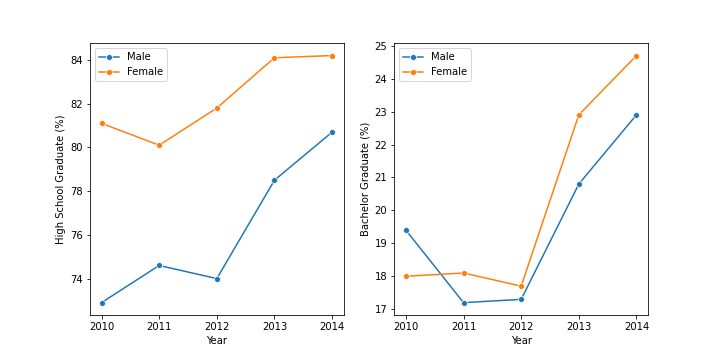 Male
Female
84
82
80
78
76
74
High School Graduate (%)
2010 2011 2012 2013 2014
Year
Male
Female
25
24
23
22
21
20
19
18
17
Bachelor Graduate (%)
2010 2011 2012 2013 2014
Year